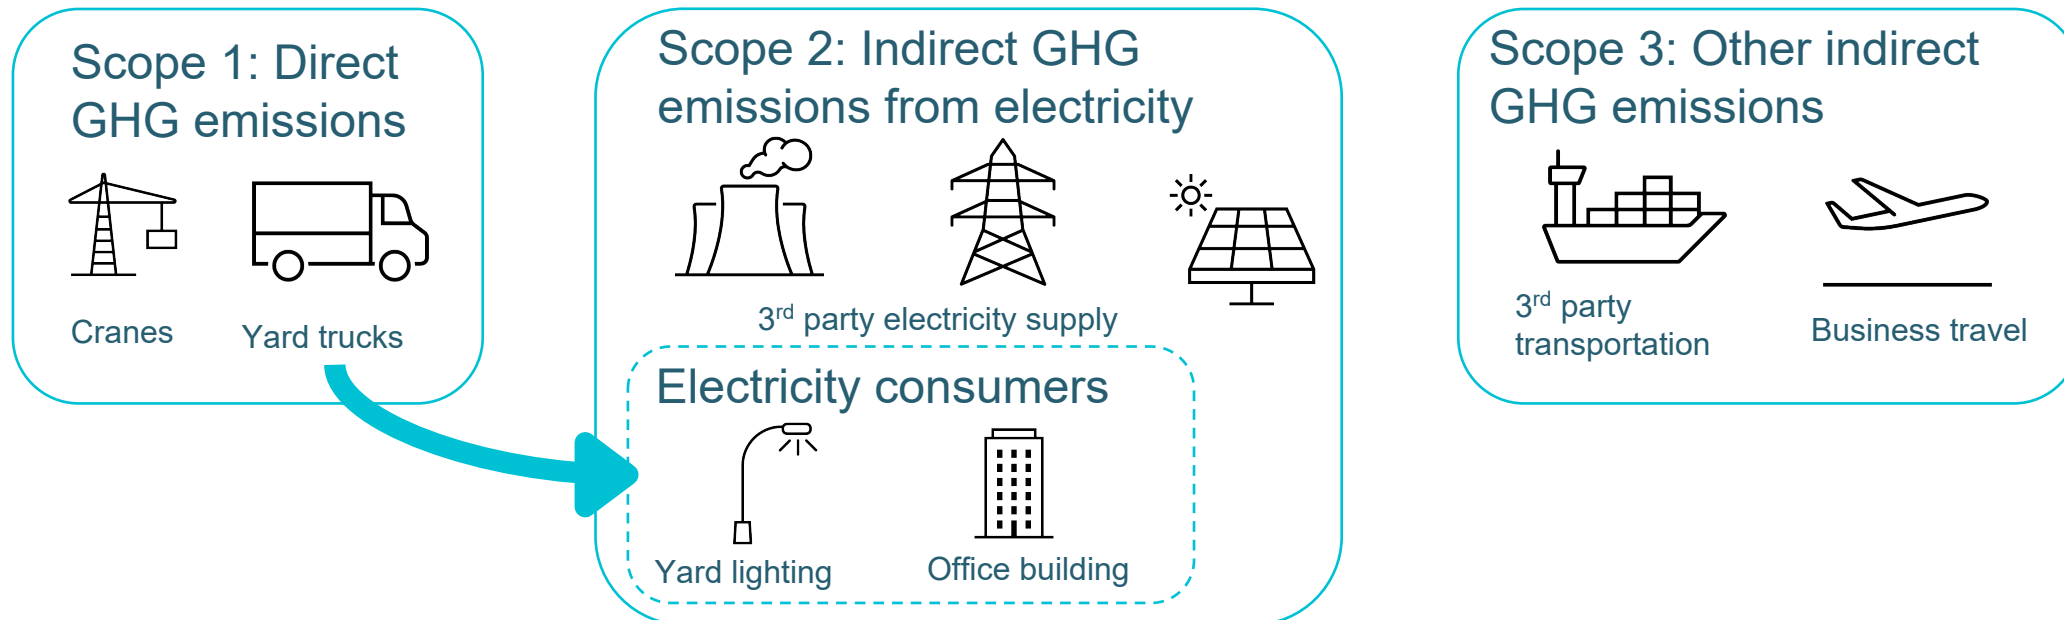 Scope 1: Direct
GHG emissions
Cranes
Yard trucks
Scope 2: Indirect GHG
emissions from electricity
3rd party electricity supply
Electricity consumers
Yard lighting
Office building
Scope 3: Other indirect
GHG emissions
3rd party
transportation
Business travel